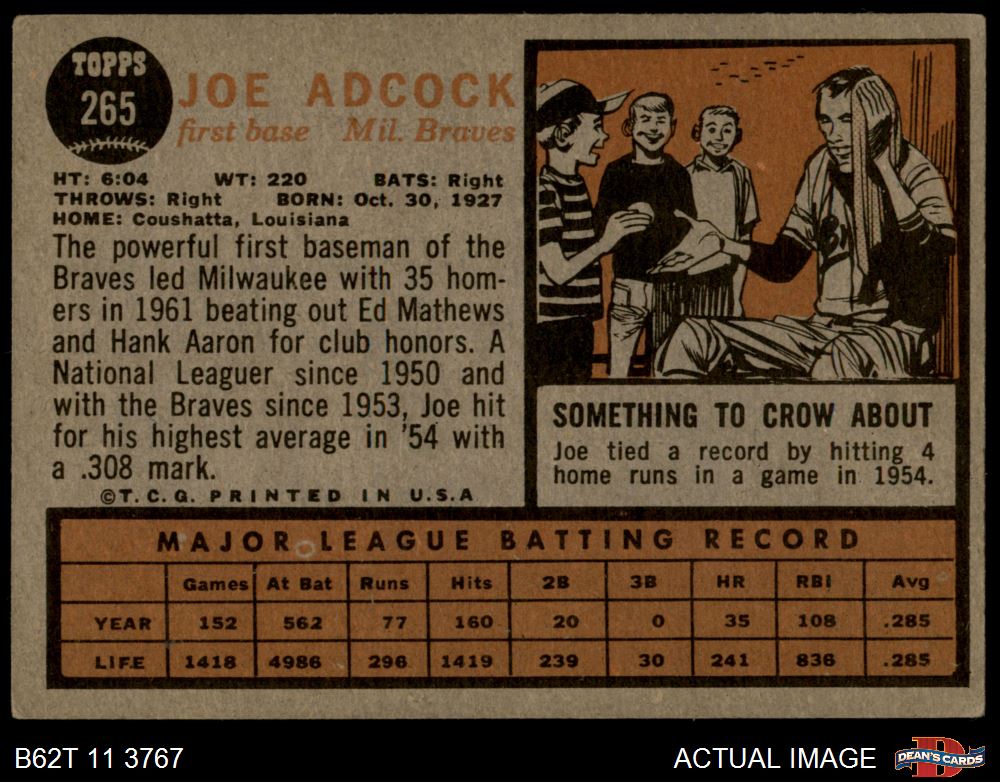 TOPPS
265
JOE ADCOCK
first base Mil. Braves
HT: 6:04 WT: 220 BATS: Right
THROWS: Right BORN: Oct. 30, 1927
HOME: Coushatta, Louisiana
The powerful first baseman of the
Braves led Milwaukee with 35 hom-
ers in 1961 beating out Ed Mathews
and Hank Aaron for club honors. A
National Leaguer since 1950 and
with the Braves since 1953, Joe hit
for his highest average in '54 with
a .308 mark.
©T.C.G. PRINTED IN U.S.A
SOMETHING TO CROW ABOUT
Joe tied a record by hitting 4
home runs in a game in 1954.
MAJOR LEAGUE BATTING RECORD
Games At Bat Runs Hits 2B 3B HR RBI Avg
YEAR 152 562 77 160 20 0 35 108 .285
LIFE 1418 4986 296 1419 239 30 241 836 .285
B62T 11 3767 ACTUAL IMAGE
DEAN'S CARDS